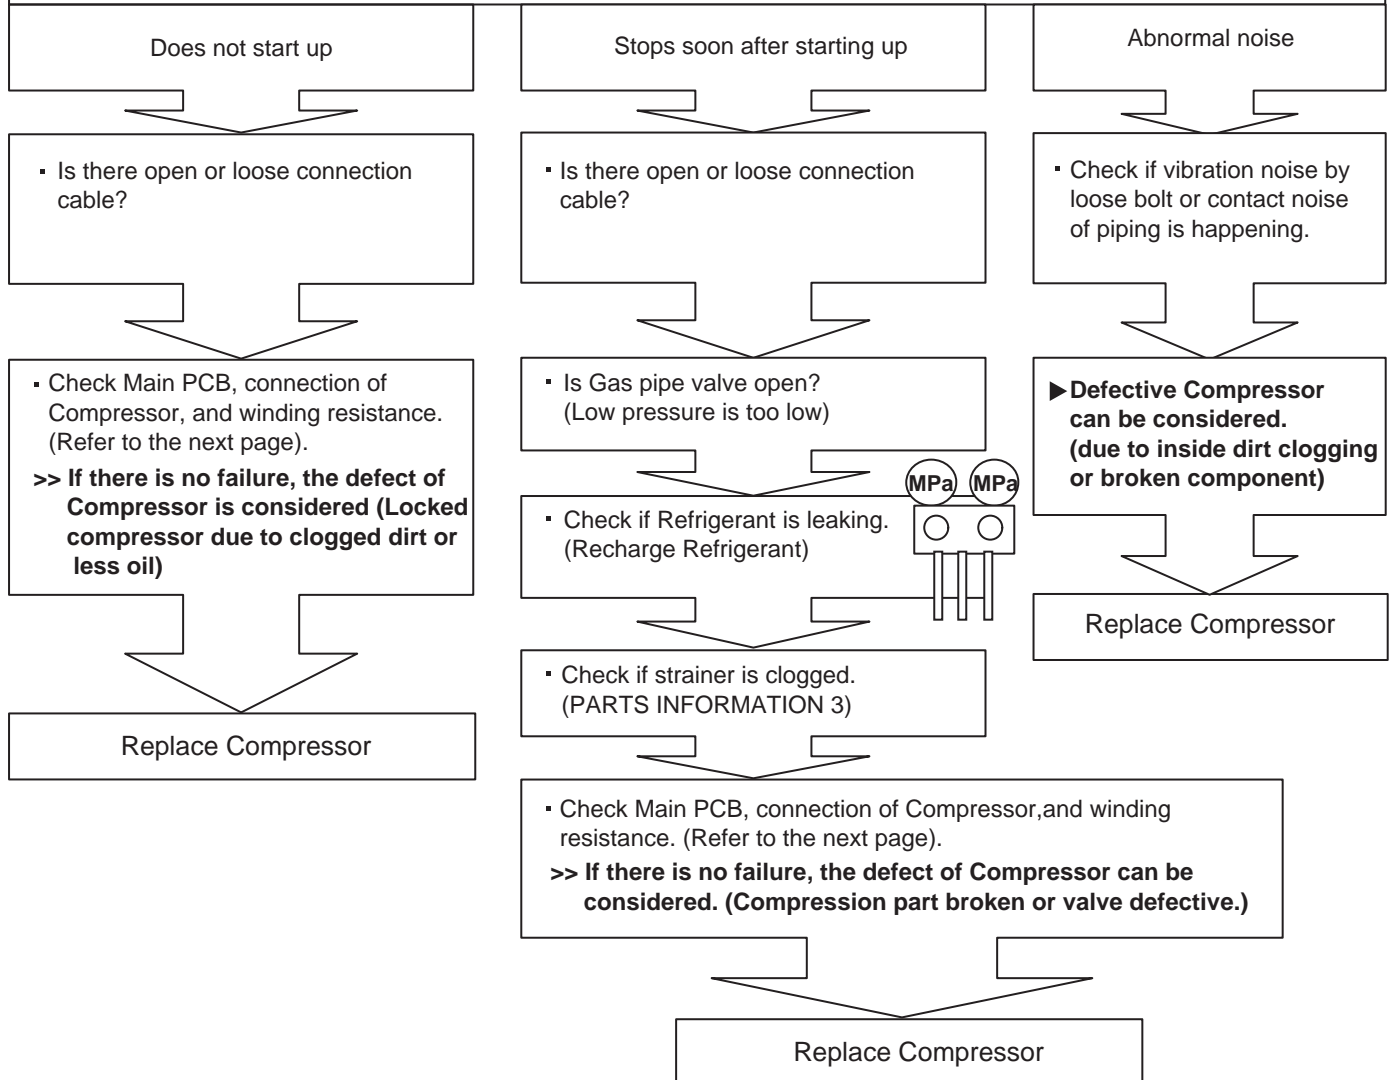 Does not start up
▪ Is there open or loose connection
cable?
▪ Check Main PCB, connection of
Compressor, and winding resistance.
(Refer to the next page).
>> If there is no failure, the defect of
Compressor is considered (Locked
compressor due to clogged dirt or
less oil)
Replace Compressor
Stops soon after starting up
▪ Is there open or loose connection
cable?
▪ Is Gas pipe valve open?
(Low pressure is too low)
▪ Check if Refrigerant is leaking.
(Recharge Refrigerant)
MPa MPa
▪ Check if strainer is clogged.
(PARTS INFORMATION 3)
▪ Check Main PCB, connection of Compressor,and winding
resistance. (Refer to the next page).
>> If there is no failure, the defect of Compressor can be
considered. (Compression part broken or valve defective.)
Replace Compressor
Abnormal noise
▪ Check if vibration noise by
loose bolt or contact noise
of piping is happening.
▶Defective Compressor
can be considered.
(due to inside dirt clogging
or broken component)
Replace Compressor